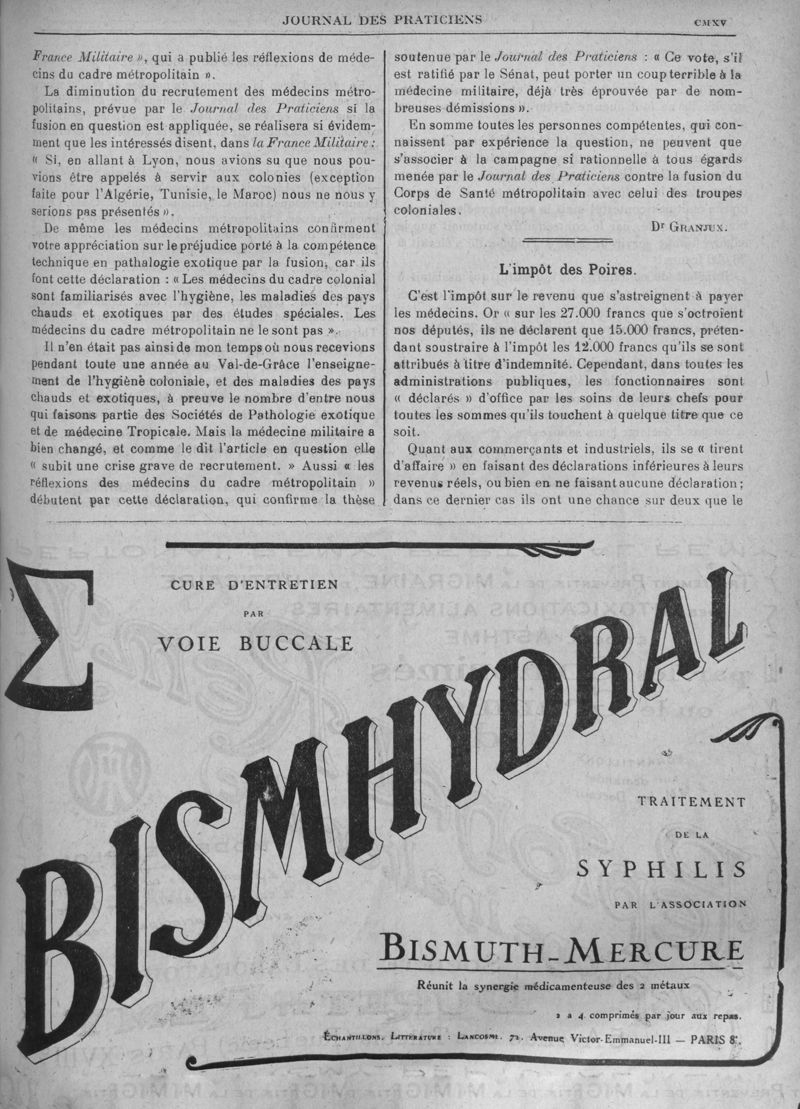 JOURNAL DES PRATICIENS
CMXV
France Militaire », qui a publié les réflexions de méde-
cins du cadre métropolitain ».
La diminution du recrutement des médecins métro-
politains, prévue par le Journal des Praticiens si la
fusion en question est appliquée, se réalisera si évidem-
ment que les intéressés disent, dans la France Militaire :
« Si, en allant à Lyon, nous avions su que nous pou-
vions être appelés à servir aux colonies (exception
faite pour l'Algérie, Tunisie, le Maroc) nous ne nous y
serions pas présentés ».
De même les médecins métropolitains confirment
votre appréciation sur le préjudice porté à la compétence
technique en pathalogie exotique par la fusion, car ils
font cette déclaration : « Les médecins du cadre colonial
sont familiarisés avec l'hygiène, les maladies des pays
chauds et exotiques par des études spéciales. Les
médecins du cadre métropolitain ne le sont pas ».
Il n'en était pas ainsi de mon temps où nous recevions
pendant toute une année au Val-de-Grâce l'enseigne-
ment de l'hygiène coloniale, et des maladies des pays
chauds et exotiques, à preuve le nombre d'entre nous
qui faisons partie des Sociétés de Pathologie exotique
et de médecine Tropicale. Mais la médecine militaire a
bien changé, et comme le dit l'article en question elle
« subit une crise grave de recrutement. » Aussi « les
réflexions des médecins du cadre métropolitain »
débutent par cette déclaration, qui confirme la thèse
soutenue par le Journal des Praticiens : « Ce vote, s'il
est ratifié par le Sénat, peut porter un coup terrible à la
médecine militaire, déjà très éprouvée par de nom-
breuses démissions ».
En somme toutes les personnes compétentes, qui con-
naissent par expérience la question, ne peuvent que
s'associer à la campagne si rationnelle à tous égards
menée par le Journal des Praticiens contre la fusion du
Corps de Santé métropolitain avec celui des troupes
coloniales.
Dr GRANJUX.
L'impôt des Poires.
C'est l'impôt sur le revenu que s'astreignent à payer
les médecins. Or « sur les 27.000 francs que s'octroient
nos députés, ils ne déclarent que 15.000 francs, préten-
dant soustraire à l'impôt les 12.000 francs qu'ils se sont
attribués à titre d'indemnité. Cependant, dans toutes les
administrations publiques, les fonctionnaires sont
« déclarés » d'office par les soins de leurs chefs pour
toutes les sommes qu'ils touchent à quelque titre que ce
soit.
Quant aux commerçants et industriels, ils se « tirent
d'affaire » en faisant des déclarations inférieures à leurs
revenus réels, ou bien en ne faisant aucune déclaration ;
dans ce dernier cas ils ont une chance sur deux que le
Σ
CURE D'ENTRETIEN
PAR
VOIE BUCCALE
BISMHYDRAL
TRAITEMENT
DE LA
SYPHILIS
PAR L'ASSOCIATION
BISMUTH-MERCURE
Réunit la synergie médicamenteuse des 2 métaux
2 a 4 comprimés par jour aux repas.
ÉCHANTILLONS, LITTÉRATURE : LANCOSME, 71, Avenue Victor-Emmanuel-III — PARIS 8e.